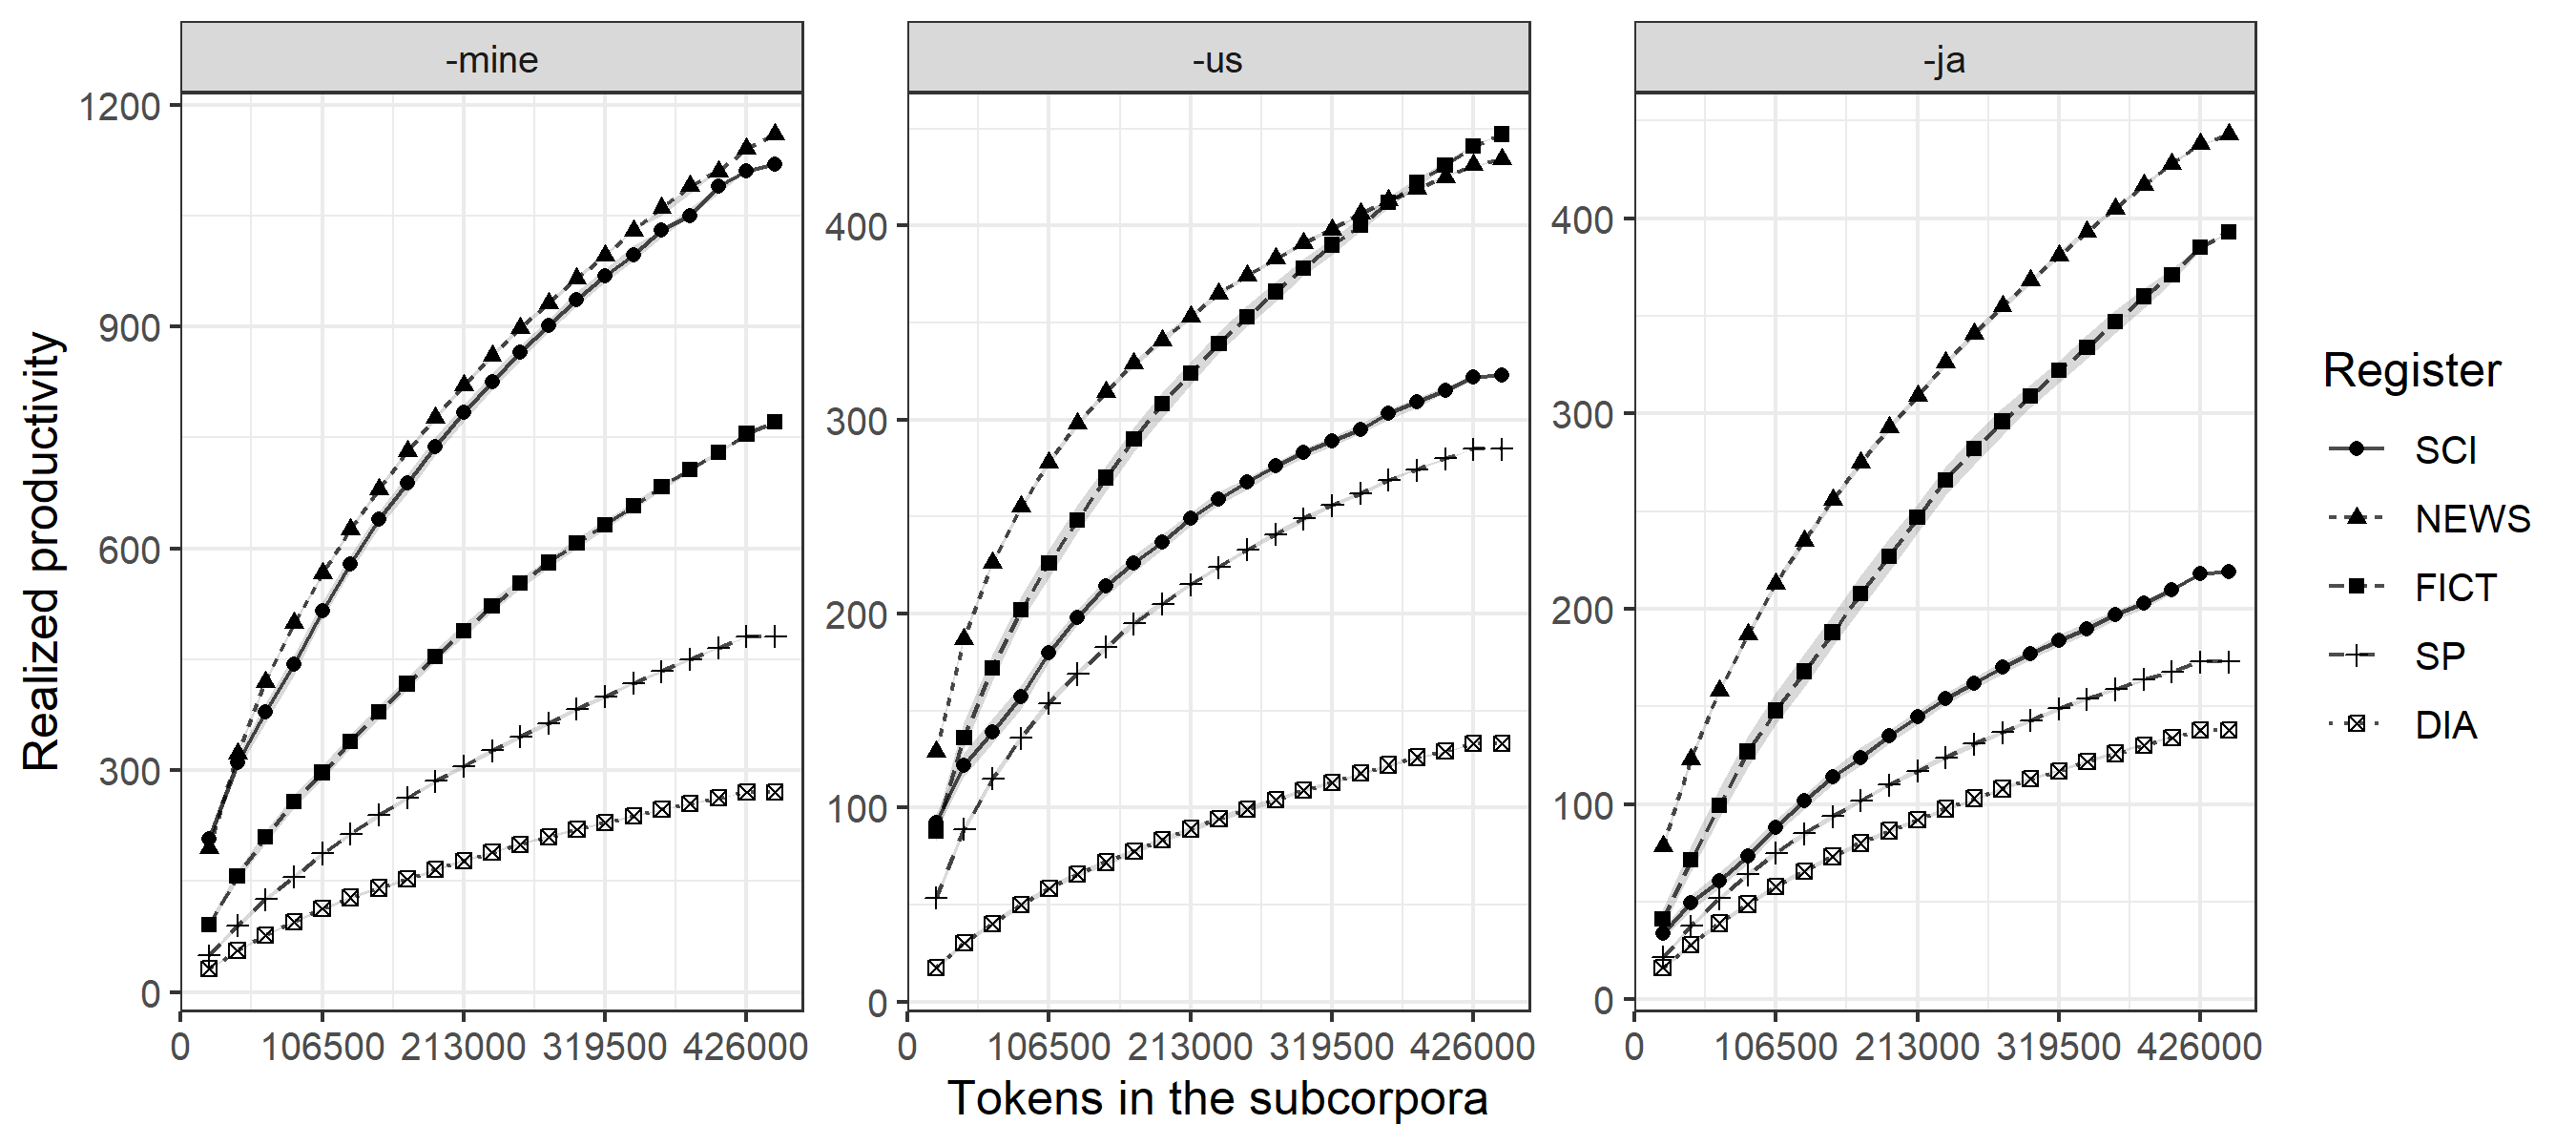 -mine
-us
-ja
Realized productivity
1200
900
600
300
0
400
300
200
100
0
400
300
200
100
0
0 106500 213000 319500 426000
0 106500 213000 319500 426000
0 106500 213000 319500 426000
Tokens in the subcorpora
Register
SCI
NEWS
FICT
SP
DIA